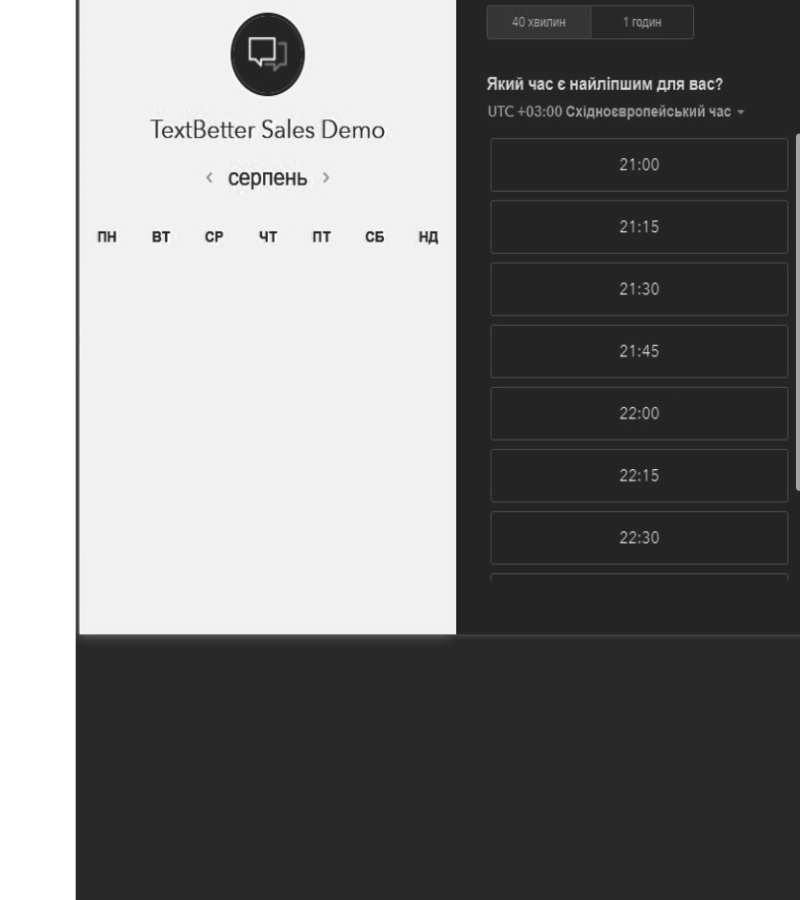 TextBetter Sales Demo
‹ серпень ›
ПН ВТ СР ЧТ ПТ СБ НД
40 хвилин 1 годин
Який час є найліпшим для вас?
UTC +03:00 Східноєвропейський час
21:00
21:15
21:30
21:45
22:00
22:15
22:30